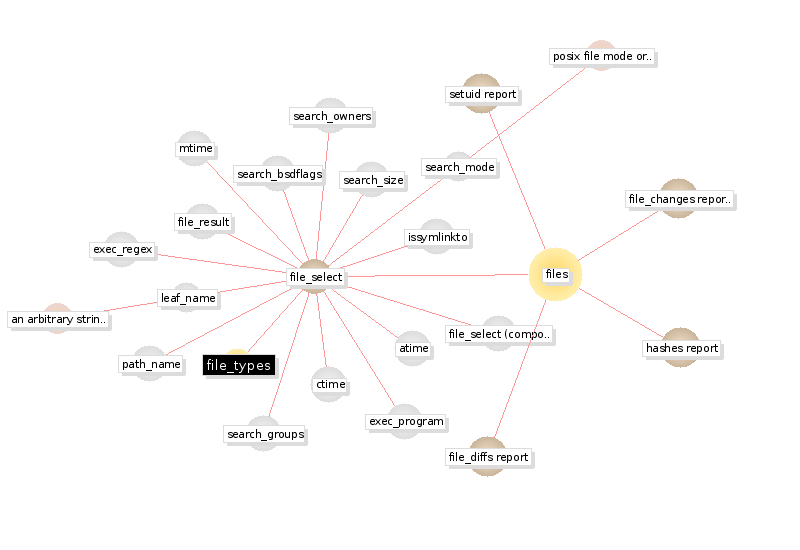 posix file mode or..
setuid report
search_owners
mtime
search_bsdflags
search_size
search_mode
file_changes repor..
file_result
issymlinkto
exec_regex
file_select
files
leaf_name
an arbitrary strin..
file_select (compo..
atime
hashes report
path_name
file_types
ctime
exec_program
search_groups
file_diffs report